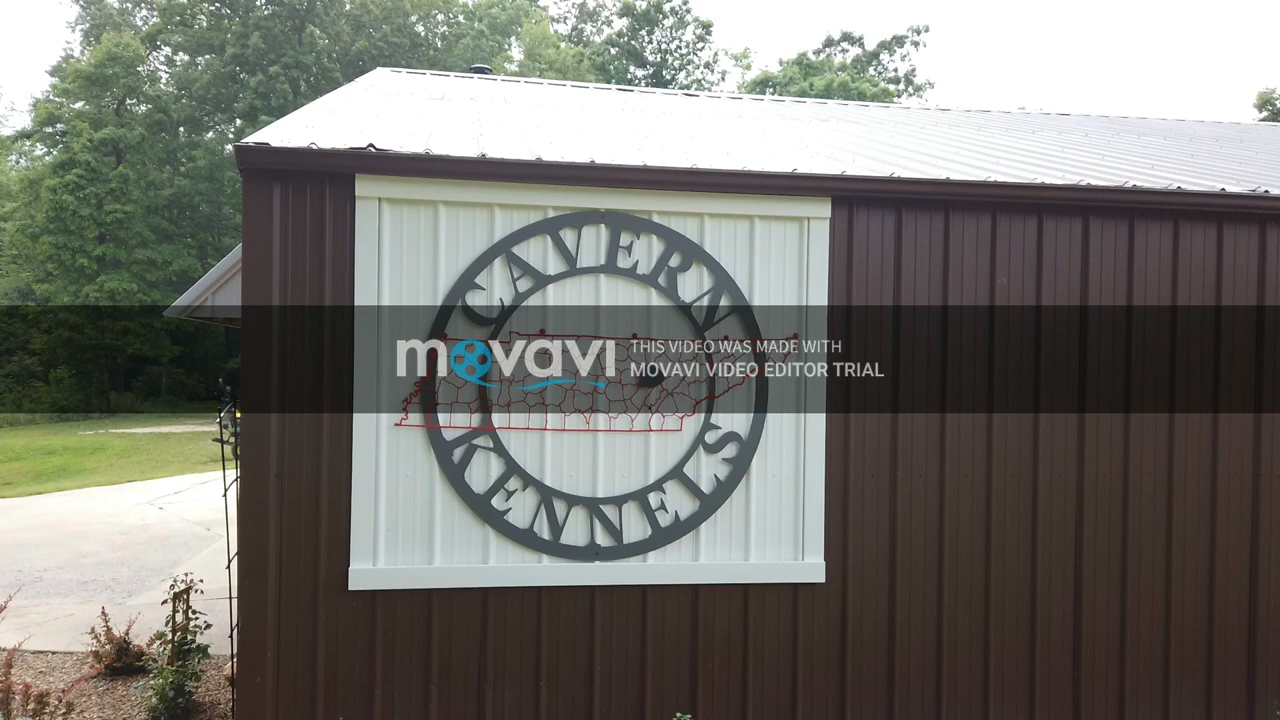 CAVERN
movavi
THIS VIDEO WAS MADE WITH
MOVAVI VIDEO EDITOR TRIAL
KENNELS